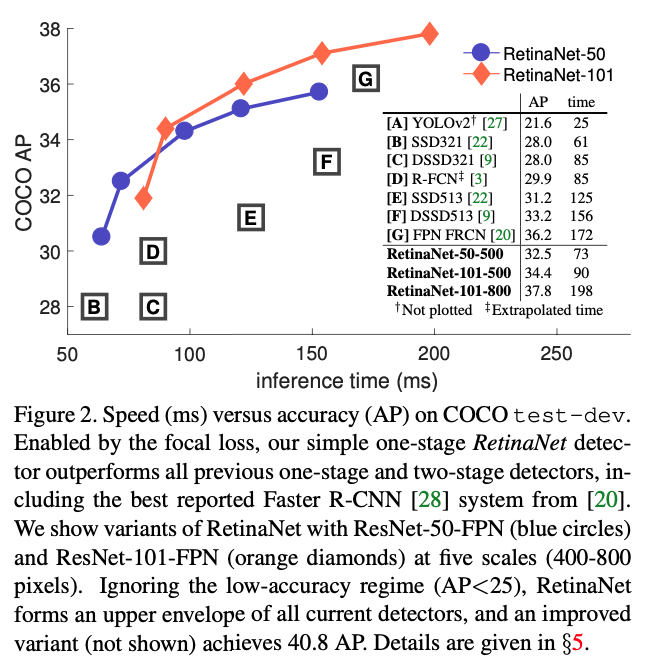 38
36
34
32
30
28
COCO AP
50
100
150
200
250
inference time (ms)
B
C
D
E
F
G
RetinaNet-50
RetinaNet-101
AP time
[A] YOLOv2† [27] 21.6 25
[B] SSD321 [22] 28.0 61
[C] DSSD321 [9] 28.0 85
[D] R-FCN‡ [3] 29.9 85
[E] SSD513 [22] 31.2 125
[F] DSSD513 [9] 33.2 156
[G] FPN FRCN [20] 36.2 172
RetinaNet-50-500 32.5 73
RetinaNet-101-500 34.4 90
RetinaNet-101-800 37.8 198
†Not plotted ‡Extrapolated time
Figure 2. Speed (ms) versus accuracy (AP) on COCO test-dev.
Enabled by the focal loss, our simple one-stage RetinaNet detec-
tor outperforms all previous one-stage and two-stage detectors, in-
cluding the best reported Faster R-CNN [28] system from [20].
We show variants of RetinaNet with ResNet-50-FPN (blue circles)
and ResNet-101-FPN (orange diamonds) at five scales (400-800
pixels). Ignoring the low-accuracy regime (AP<25), RetinaNet
forms an upper envelope of all current detectors, and an improved
variant (not shown) achieves 40.8 AP. Details are given in §5.